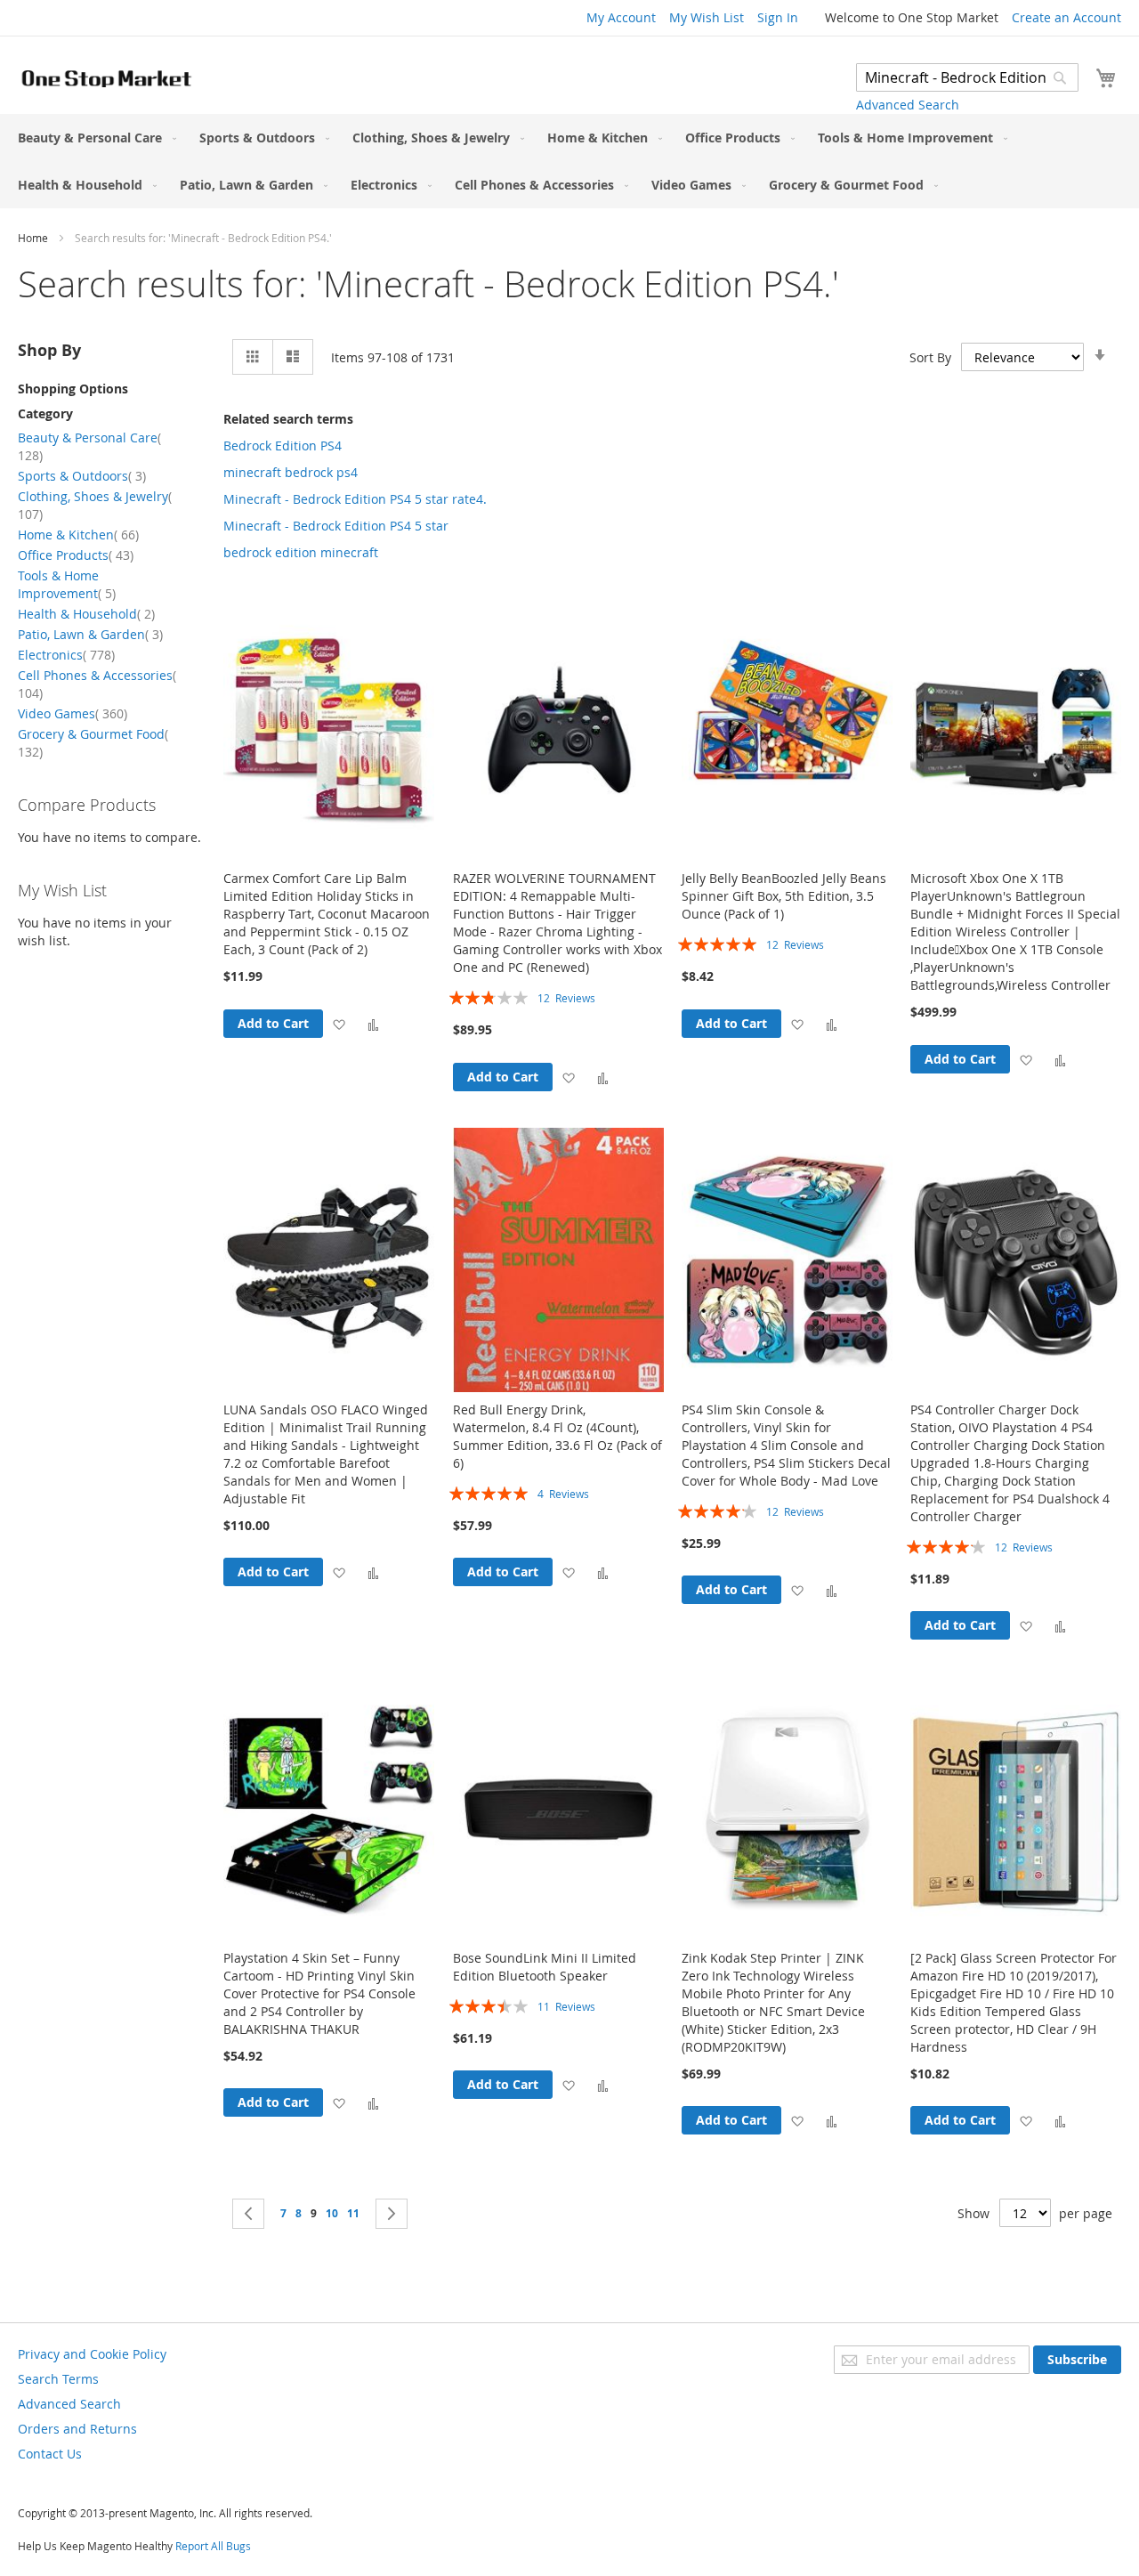 My Account My Wish List Sign In Welcome to One Stop Market Create an Account
One Stop Market
Minecraft - Bedrock Edition
Advanced Search
Beauty & Personal Care Sports & Outdoors Clothing, Shoes & Jewelry Home & Kitchen Office Products Tools & Home Improvement
Health & Household Patio, Lawn & Garden Electronics Cell Phones & Accessories Video Games Grocery & Gourmet Food
Home Search results for: 'Minecraft - Bedrock Edition PS4.'
Search results for: 'Minecraft - Bedrock Edition PS4.'
Shop By
Shopping Options
Category
Beauty & Personal Care(
128)
Sports & Outdoors( 3)
Clothing, Shoes & Jewelry(
107)
Home & Kitchen( 66)
Office Products( 43)
Tools & Home
Improvement( 5)
Health & Household( 2)
Patio, Lawn & Garden( 3)
Electronics( 778)
Cell Phones & Accessories(
104)
Video Games( 360)
Grocery & Gourmet Food(
132)
Compare Products
You have no items to compare.
My Wish List
You have no items in your
wish list.
Items 97-108 of 1731
Sort By Relevance
Related search terms
Bedrock Edition PS4
minecraft bedrock ps4
Minecraft - Bedrock Edition PS4 5 star rate4.
Minecraft - Bedrock Edition PS4 5 star
bedrock edition minecraft
Carmex Comfort Care Lip Balm
Limited Edition Holiday Sticks in
Raspberry Tart, Coconut Macaroon
and Peppermint Stick - 0.15 OZ
Each, 3 Count (Pack of 2)
$11.99
Add to Cart
RAZER WOLVERINE TOURNAMENT
EDITION: 4 Remappable Multi-
Function Buttons - Hair Trigger
Mode - Razer Chroma Lighting -
Gaming Controller works with Xbox
One and PC (Renewed)
12 Reviews
$89.95
Add to Cart
BEAN BOOZLED
Jelly Belly BeanBoozled Jelly Beans
Spinner Gift Box, 5th Edition, 3.5
Ounce (Pack of 1)
12 Reviews
$8.42
Add to Cart
Microsoft Xbox One X 1TB
PlayerUnknown's Battlegroun
Bundle + Midnight Forces II Special
Edition Wireless Controller |
Include Xbox One X 1TB Console
,PlayerUnknown's
Battlegrounds,Wireless Controller
$499.99
Add to Cart
LUNA Sandals OSO FLACO Winged
Edition | Minimalist Trail Running
and Hiking Sandals - Lightweight
7.2 oz Comfortable Barefoot
Sandals for Men and Women |
Adjustable Fit
$110.00
Add to Cart
4 PACK
8.4 FL OZ
THE
SUMMER
EDITION
Watermelon
Red Bull
ENERGY DRINK
4 – 8.4 FL OZ CANS (33.6 FL OZ)
4 – 250 mL CANS (1.0 L)
110
Red Bull Energy Drink,
Watermelon, 8.4 Fl Oz (4Count),
Summer Edition, 33.6 Fl Oz (Pack of
6)
4 Reviews
$57.99
Add to Cart
MAD LOVE
PS4 Slim Skin Console &
Controllers, Vinyl Skin for
Playstation 4 Slim Console and
Controllers, PS4 Slim Stickers Decal
Cover for Whole Body - Mad Love
12 Reviews
$25.99
Add to Cart
OIVO
PS4 Controller Charger Dock
Station, OIVO Playstation 4 PS4
Controller Charging Dock Station
Upgraded 1.8-Hours Charging
Chip, Charging Dock Station
Replacement for PS4 Dualshock 4
Controller Charger
12 Reviews
$11.89
Add to Cart
Rick and Morty
Playstation 4 Skin Set – Funny
Cartoom - HD Printing Vinyl Skin
Cover Protective for PS4 Console
and 2 PS4 Controller by
BALAKRISHNA THAKUR
$54.92
Add to Cart
BOSE
Bose SoundLink Mini II Limited
Edition Bluetooth Speaker
11 Reviews
$61.19
Add to Cart
Kodak
Zink Kodak Step Printer | ZINK
Zero Ink Technology Wireless
Mobile Photo Printer for Any
Bluetooth or NFC Smart Device
(White) Sticker Edition, 2x3
(RODMP20KIT9W)
$69.99
Add to Cart
GLAS
PREMIUM T
[2 Pack] Glass Screen Protector For
Amazon Fire HD 10 (2019/2017),
Epicgadget Fire HD 10 / Fire HD 10
Kids Edition Tempered Glass
Screen protector, HD Clear / 9H
Hardness
$10.82
Add to Cart
7 8 9 10 11
Show 12 per page
Privacy and Cookie Policy
Search Terms
Advanced Search
Orders and Returns
Contact Us
Enter your email address Subscribe
Copyright © 2013-present Magento, Inc. All rights reserved.
Help Us Keep Magento Healthy Report All Bugs